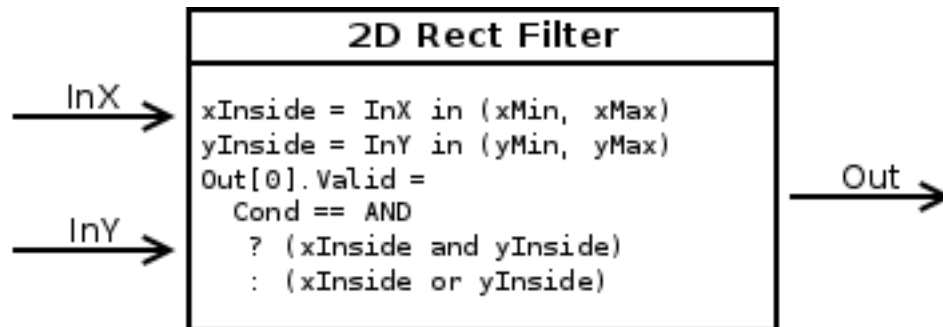 2D Rect Filter
InX
xInside = InX in (xMin, xMax)
yInside = InY in (yMin, yMax)
Out[0].Valid =
Out
Cond == AND
InY
? (xInside and yInside)
: (xInside or yInside)